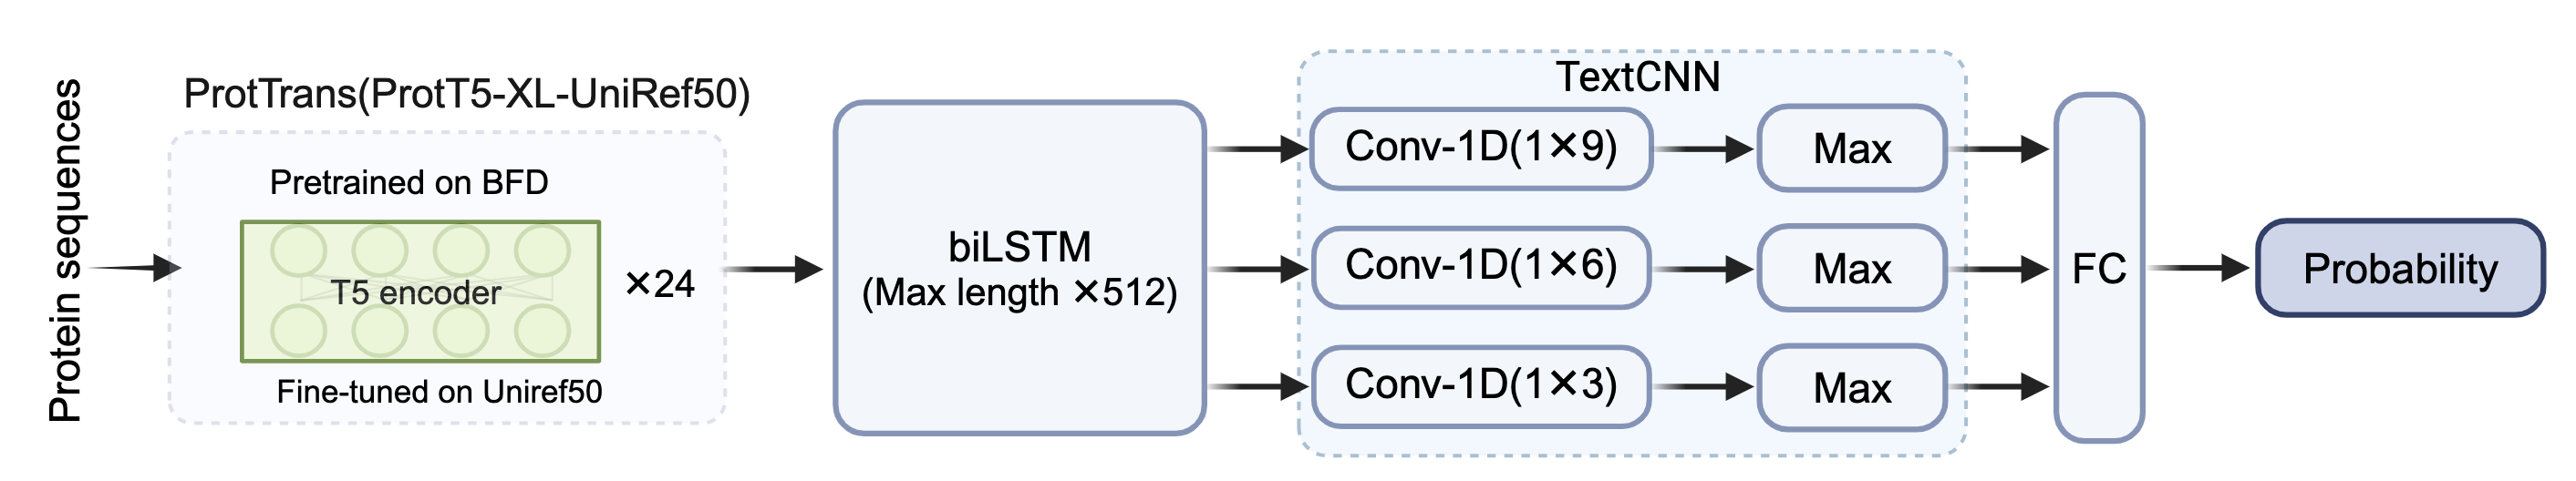 Protein sequences
ProtTrans(ProtT5-XL-UniRef50)
Pretrained on BFD
T5 encoder
×24
Fine-tuned on Uniref50
biLSTM
(Max length ×512)
TextCNN
Conv-1D(1×9)
Max
Conv-1D(1×6)
Max
Conv-1D(1×3)
Max
FC
Probability